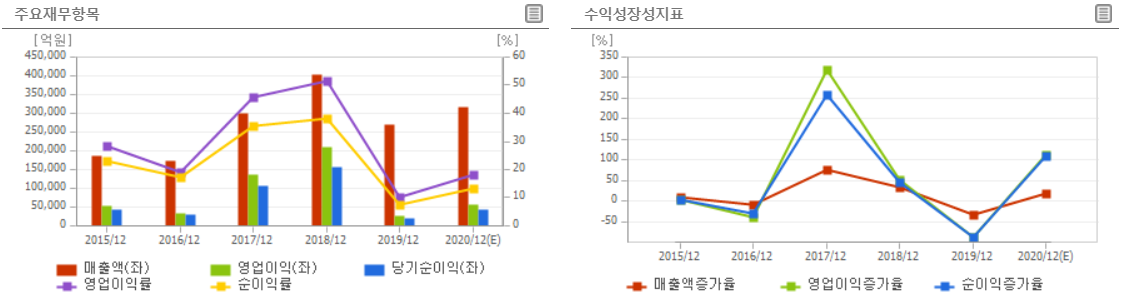 주요재무항목
[억원] [%]
450,000 60
400,000
350,000 50
300,000 40
250,000
200,000 30
150,000 20
100,000
50,000 10
0 0
2015/12 2016/12 2017/12 2018/12 2019/12 2020/12(E)
매출액(좌) 영업이익(좌) 당기순이익(좌)
영업이익률 순이익률
수익성장성지표
[%]
350
300
250
200
150
100
50
0
-50
2015/12 2016/12 2017/12 2018/12 2019/12 2020/12(E)
매출액증가율 영업이익증가율 순이익증가율